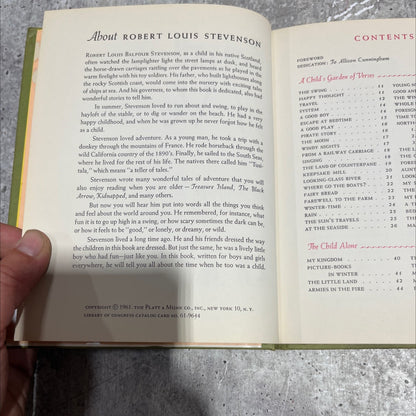 About ROBERT LOUIS STEVENSON
ROBERT LOUIS BALFOUR STEVENSON, as a child in his native Scotland,
often watched the lamplighter light the street lamps at dusk, and heard
the horse-drawn carriages rattling over the pavements as he played in the
warm firelight with his toy soldiers. His father, who built lighthouses along
the rocky Scottish coast, would come into the nursery with exciting tales
of ships at sea. And his governess, to whom this book is dedicated, also had
wonderful stories to tell him.
In summer, Stevenson loved to run about and swing, to play in the
hayloft of the stable, or to dig or wander on the beach. He had a very
happy childhood, and when he was grown up he never forgot how he felt
as a child.
Stevenson loved adventure. As a young man, he took a trip with a
donkey through the mountains of France. He rode horseback through the
wild California country of the 1890's. Finally, he sailed to the South Seas,
where he lived for the rest of his life. The natives there called him "Tusi-
tala," which means "a teller of tales."
Stevenson wrote many wonderful tales of adventure that you will
also enjoy reading when you are older — Treasure Island, The Black
Arrow, Kidnapped, and many others.
But now you will hear him put into words all the things you think
and feel about the world around you. He remembered, for instance, what
fun it is to go up high in a swing, or how scary sometimes the dark can be,
or how it feels to be "good," or lonely, or dreamy, or wild.
Stevenson lived a long time ago. He and his friends dressed the way
the children in this book are dressed. But just the same, he was a lively little
boy who had fun—just like you. In this book, written for boys and girls
everywhere, he will tell you all about the time when he too was a child.
COPYRIGHT © 1961, THE PLATT & MUNK CO., INC., NEW YORK 10, N. Y.
LIBRARY OF CONGRESS CATALOG CARD NO. 61-9644
CONTENTS
FOREWORD
DEDICATION: To Allison Cunningham
A Child's Garden of Verses
THE SWING 11 YOUNG
HAPPY THOUGHT
TRAVEL
SYSTEM
A GOOD BOY
ESCAPE AT BEDTIME
A GOOD PLAY
PIRATE STORY
THE MOON
WHOLE
FOREIGN
TIME TO
MY
WINDY NIGHTS
FROM A RAILWAY CARRIAGE
SINGING
THE LAND OF COUNTERPANE
KEEPSAKE MILL
LOOKING-GLASS RIVER
WHERE GO THE BOATS?
FAIRY BREAD
FAREWELL TO THE FARM
WINTER-TIME
RAIN
THE SUN'S TRAVELS
AT THE SEASIDE
The Child Alone
MY KINGDOM 40 THE
PICTURE-BOOKS
IN WINTER 41 MY
THE LITTLE LAND 42 MY
ARMIES IN THE FIRE 44 THE